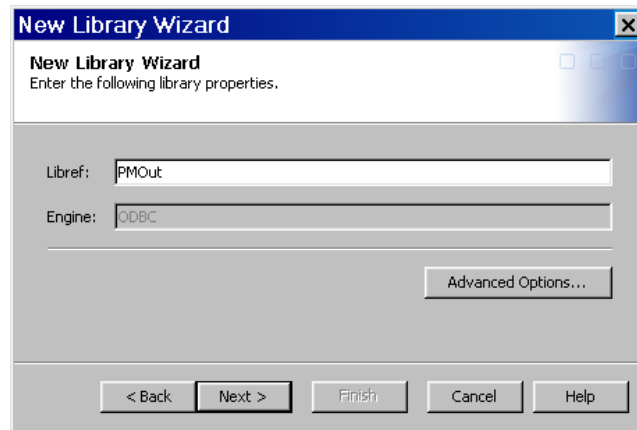 New Library Wizard
New Library Wizard
Enter the following library properties.
Libref: PMOut
Engine: ODBC
Advanced Options...
< Back Next > Finish Cancel Help